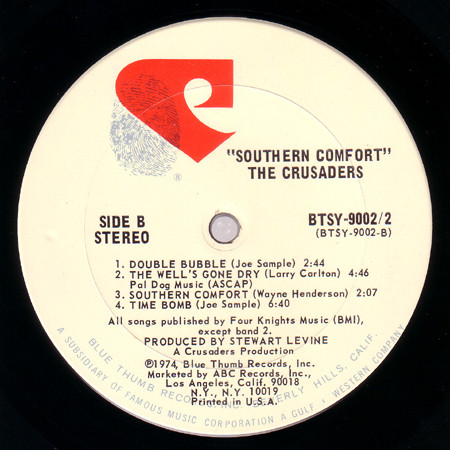 ®
"SOUTHERN COMFORT"
THE CRUSADERS
SIDE B
STEREO
BTSY-9002/2
(BTSY-9002-B)
1. DOUBLE BUBBLE (Joe Sample) 2:44
2. THE WELL'S GONE DRY (Larry Carlton) 4:46
Pal Dog Music (ASCAP)
3. SOUTHERN COMFORT (Wayne Henderson) 2:07
4. TIME BOMB (Joe Sample) 6:40
All songs published by Four Knights Music (BMI),
except band 2.
PRODUCED BY STEWART LEVINE
A Crusaders Production
℗1974, Blue Thumb Records, Inc.
Marketed by ABC Records, Inc.,
Los Angeles, Calif. 90018
N.Y., N.Y. 10019
Printed in U.S.A.
BLUE THUMB RECORDS, INC. BEVERLY HILLS, CALIF.
A SUBSIDIARY OF FAMOUS MUSIC CORPORATION A GULF + WESTERN COMPANY